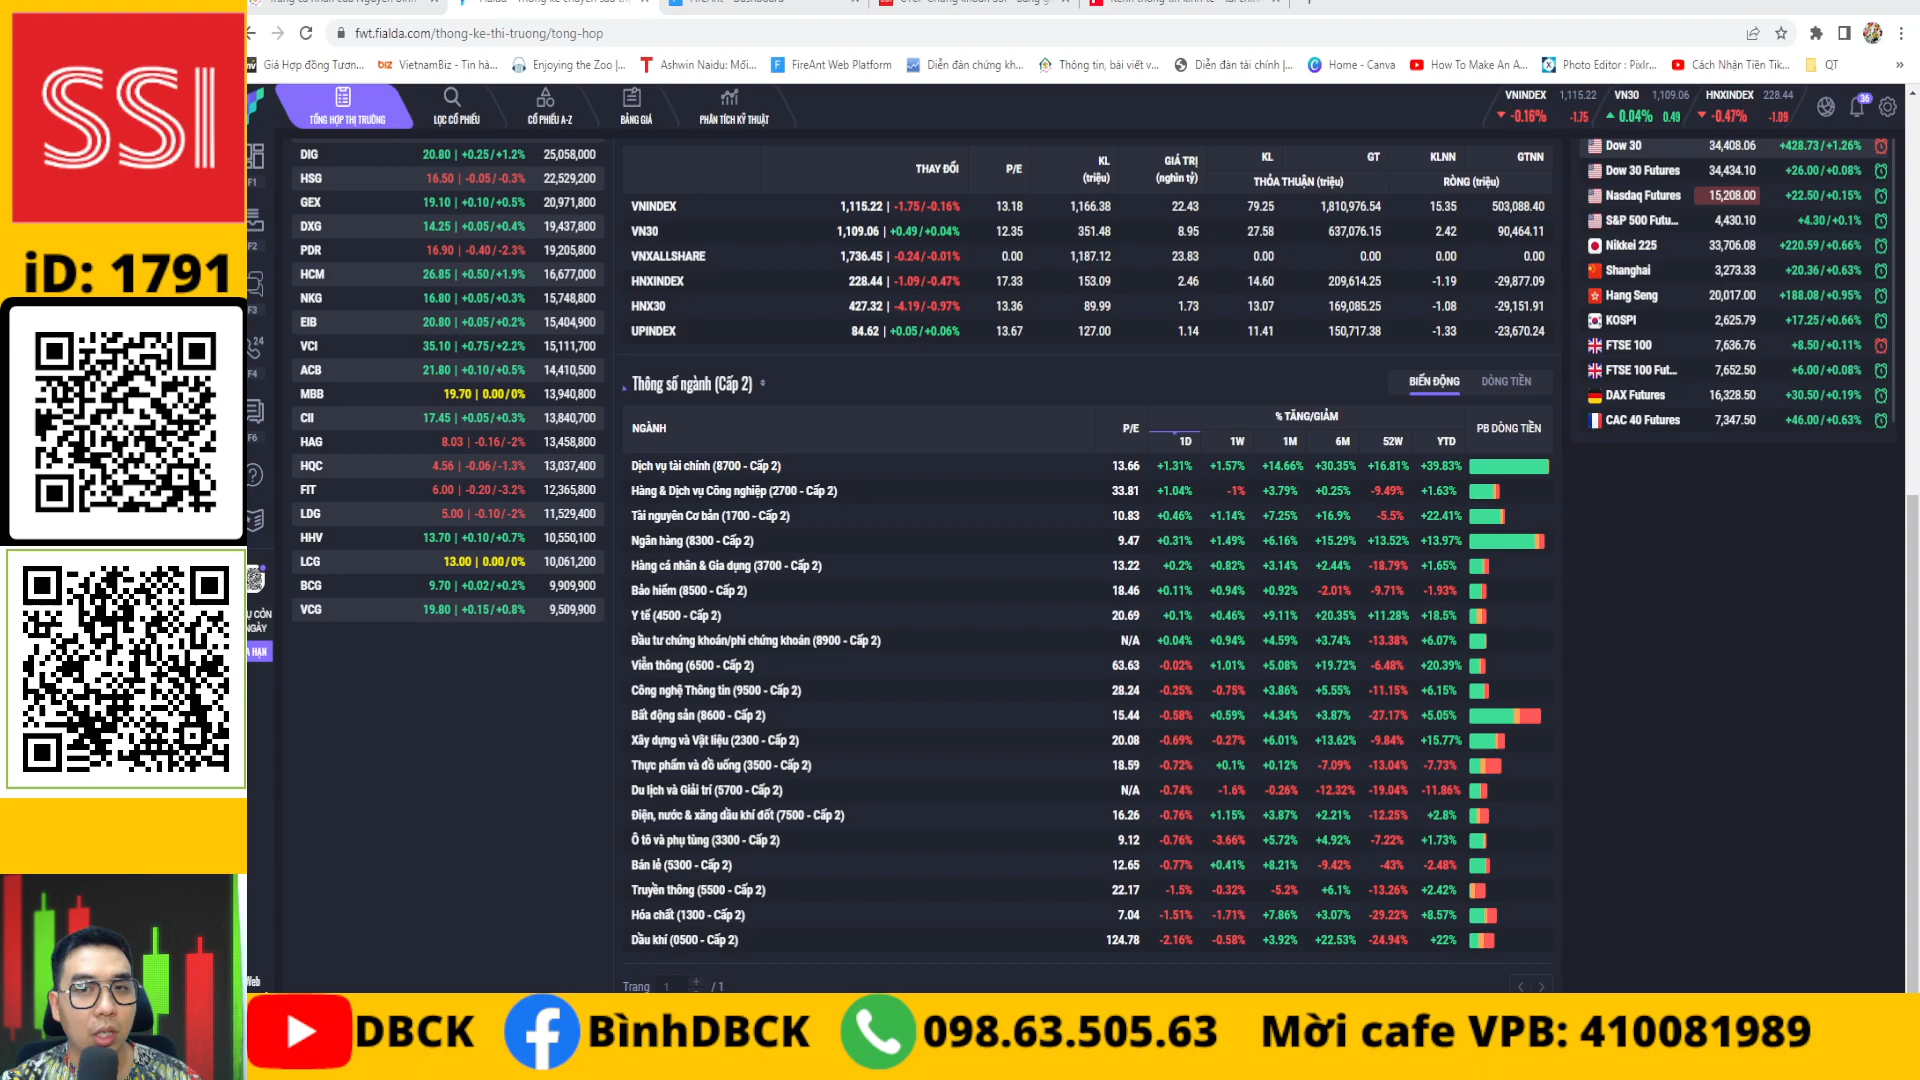 SSI
iD: 1791
fwt.fialda.com/thong-ke-thi-truong/tong-hop
Giá Hợp đồng Tươn...
VietnamBiz - Tin hà...
Enjoying the Zoo |...
Ashwin Naidu: Mối...
FireAnt Web Platform
Diễn đàn chứng kh...
Thông tin, bài viết v...
Diễn đàn tài chính |...
Home - Canva
How To Make An A...
Photo Editor : Pixlr...
Cách Nhận Tiền Tik...
QT
TỔNG HỢP THỊ TRƯỜNG
LỌC CỔ PHIẾU
CỔ PHIẾU A-Z
BẢNG GIÁ
PHÂN TÍCH KỸ THUẬT
VNINDEX 1,115.22 -0.16% -1.75
VN30 1,109.06 0.04% 0.49
HNXINDEX 228.44 -0.47% -1.09
36
DIG 20.80 | +0.25/+1.2% 25,058,000
HSG 16.50 | -0.05/-0.3% 22,529,200
GEX 19.10 | +0.10/+0.5% 20,971,800
DXG 14.25 | +0.05/+0.4% 19,437,800
PDR 16.90 | -0.40/-2.3% 19,205,800
HCM 26.85 | +0.50/+1.9% 16,677,000
NKG 16.80 | +0.05/+0.3% 15,748,800
EIB 20.80 | +0.05/+0.2% 15,404,900
VCI 35.10 | +0.75/+2.2% 15,111,700
ACB 21.80 | +0.10/+0.5% 14,410,500
MBB 19.70 | 0.00/0% 13,940,800
CII 17.45 | +0.05/+0.3% 13,840,700
HAG 8.03 | -0.16/-2% 13,458,800
HQC 4.56 | -0.06/-1.3% 13,037,400
FIT 6.00 | -0.20/-3.2% 12,365,800
LDG 5.00 | -0.10/-2% 11,529,400
HHV 13.70 | +0.10/+0.7% 10,550,100
LCG 13.00 | 0.00/0% 10,061,200
BCG 9.70 | +0.02/+0.2% 9,909,900
VCG 19.80 | +0.15/+0.8% 9,509,900
THAY ĐỔI P/E KL (triệu) GIÁ TRỊ (nghìn tỷ) KL GT KLNN GTNN
THỎA THUẬN (triệu) RÒNG (triệu)
VNINDEX 1,115.22 | -1.75/-0.16% 13.18 1,166.38 22.43 79.25 1,810,976.54 15.35 503,088.40
VN30 1,109.06 | +0.49/+0.04% 12.35 351.48 8.95 27.58 637,076.15 2.42 90,464.11
VNXALLSHARE 1,736.45 | -0.24/-0.01% 0.00 1,187.12 23.83 0.00 0.00 0.00 0.00
HNXINDEX 228.44 | -1.09/-0.47% 17.33 153.09 2.46 14.60 209,614.25 -1.19 -29,877.09
HNX30 427.32 | -4.19/-0.97% 13.36 89.99 1.73 13.07 169,085.25 -1.08 -29,151.91
UPINDEX 84.62 | +0.05/+0.06% 13.67 127.00 1.14 11.41 150,717.38 -1.33 -23,670.24
Thông số ngành (Cấp 2)
BIẾN ĐỘNG DÒNG TIỀN
NGÀNH P/E % TĂNG/GIẢM PB DÒNG TIỀN
1D 1W 1M 6M 52W YTD
Dịch vụ tài chính (8700 - Cấp 2) 13.66 +1.31% +1.57% +14.66% +30.35% +16.81% +39.83%
Hàng & Dịch vụ Công nghiệp (2700 - Cấp 2) 33.81 +1.04% -1% +3.79% +0.25% -9.49% +1.63%
Tài nguyên Cơ bản (1700 - Cấp 2) 10.83 +0.46% +1.14% +7.25% +16.9% -5.5% +22.41%
Ngân hàng (8300 - Cấp 2) 9.47 +0.31% +1.49% +6.16% +15.29% +13.52% +13.97%
Hàng cá nhân & Gia dụng (3700 - Cấp 2) 13.22 +0.2% +0.82% +3.14% +2.44% -18.79% +1.65%
Bảo hiểm (8500 - Cấp 2) 18.46 +0.11% +0.94% +0.92% -2.01% -9.71% -1.93%
Y tế (4500 - Cấp 2) 20.69 +0.1% +0.46% +9.11% +20.35% +11.28% +18.5%
Đầu tư chứng khoán/phi chứng khoán (8900 - Cấp 2) N/A +0.04% +0.94% +4.59% +3.74% -13.38% +6.07%
Viễn thông (6500 - Cấp 2) 63.63 -0.02% +1.01% +5.08% +19.72% -6.48% +20.39%
Công nghệ Thông tin (9500 - Cấp 2) 28.24 -0.25% -0.75% +3.86% +5.55% -11.15% +6.15%
Bất động sản (8600 - Cấp 2) 15.44 -0.58% +0.59% +4.34% +3.87% -27.17% +5.05%
Xây dựng và Vật liệu (2300 - Cấp 2) 20.08 -0.69% -0.27% +6.01% +13.62% -9.84% +15.77%
Thực phẩm và đồ uống (3500 - Cấp 2) 18.59 -0.72% +0.1% +0.12% -7.09% -13.04% -7.73%
Du lịch và Giải trí (5700 - Cấp 2) N/A -0.74% -1.6% -0.26% -12.32% -19.04% -11.86%
Điện, nước & xăng dầu khí đốt (7500 - Cấp 2) 16.26 -0.76% +1.15% +3.87% +2.21% -12.25% +2.8%
Ô tô và phụ tùng (3300 - Cấp 2) 9.12 -0.76% -3.66% +5.72% +4.92% -7.22% +1.73%
Bán lẻ (5300 - Cấp 2) 12.65 -0.77% +0.41% +8.21% -9.42% -43% -2.48%
Truyền thông (5500 - Cấp 2) 22.17 -1.5% -0.32% -5.2% +6.1% -13.26% +2.42%
Hóa chất (1300 - Cấp 2) 7.04 -1.51% -1.71% +7.86% +3.07% -29.22% +8.57%
Dầu khí (0500 - Cấp 2) 124.78 -2.16% -0.58% +3.92% +22.53% -24.94% +22%
Trang 1 / 1
Dow 30 34,408.06 +428.73/+1.26%
Dow 30 Futures 34,434.10 +26.00/+0.08%
Nasdaq Futures 15,208.00 +22.50/+0.15%
S&P 500 Futu... 4,430.10 +4.30/+0.1%
Nikkei 225 33,706.08 +220.59/+0.66%
Shanghai 3,273.33 +20.36/+0.63%
Hang Seng 20,017.00 +188.08/+0.95%
KOSPI 2,625.79 +17.25/+0.66%
FTSE 100 7,636.76 +8.50/+0.11%
FTSE 100 Fut... 7,652.50 +6.00/+0.08%
DAX Futures 16,328.50 +30.50/+0.19%
CAC 40 Futures 7,347.50 +46.00/+0.63%
DBCK
BìnhDBCK
098.63.505.63
Mời cafe VPB: 410081989